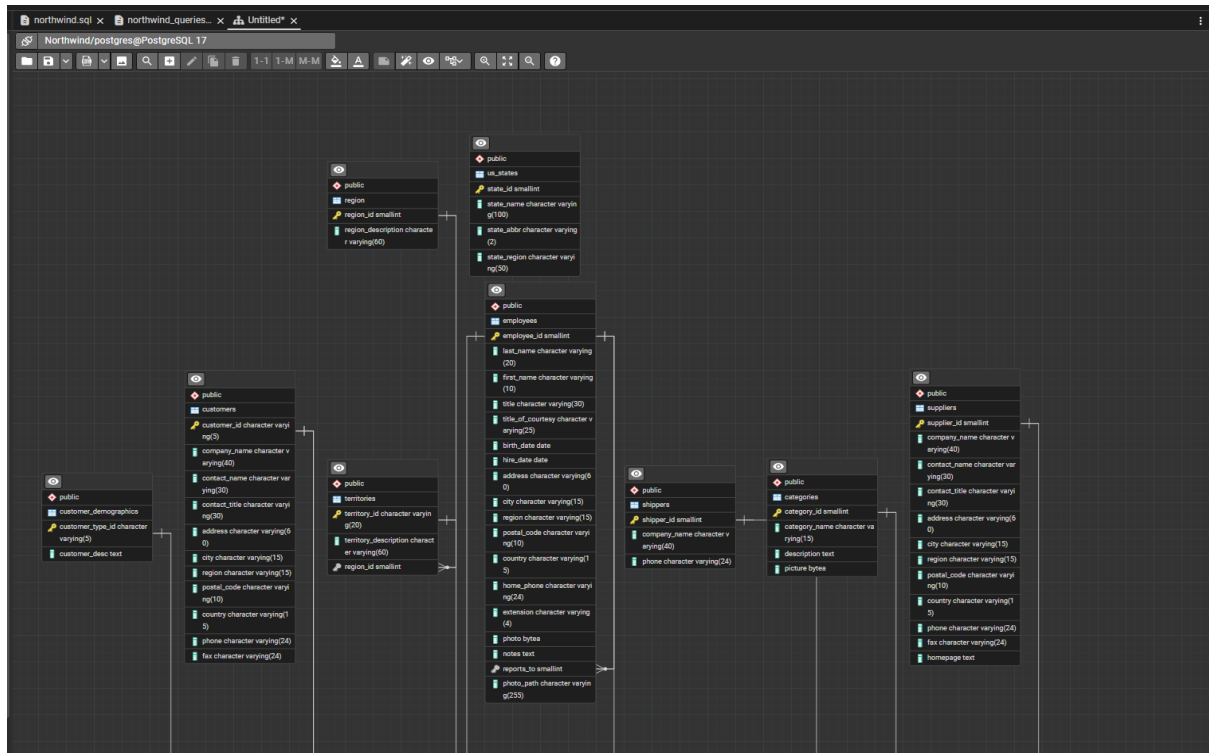 northwind.sql
northwind_queries...
Untitled*
Northwind/postgres@PostgreSQL 17
1-1 1-M M-M
A
public
us_states
state_id smallint
state_name character varyin
g(100)
state_abbr character varying
(2)
state_region character varyi
ng(50)
public
region
region_id smallint
region_description characte
r varying(60)
public
employees
employee_id smallint
last_name character varying
(20)
first_name character varying
(10)
title character varying(30)
title_of_courtesy character v
arying(25)
birth_date date
hire_date date
address character varying(6
0)
city character varying(15)
region character varying(15)
postal_code character varyi
ng(10)
country character varying(1
5)
home_phone character varyi
ng(24)
extension character varying
(4)
photo bytea
notes text
reports_to smallint
photo_path character varyin
g(255)
public
customers
customer_id character varyi
ng(5)
company_name character v
arying(40)
contact_name character var
ying(30)
contact_title character varyi
ng(30)
address character varying(6
0)
city character varying(15)
region character varying(15)
postal_code character varyi
ng(10)
country character varying(1
5)
phone character varying(24)
fax character varying(24)
public
suppliers
supplier_id smallint
company_name character v
arying(40)
contact_name character var
ying(30)
contact_title character varyi
ng(30)
address character varying(6
0)
city character varying(15)
region character varying(15)
postal_code character varyi
ng(10)
country character varying(1
5)
phone character varying(24)
fax character varying(24)
homepage text
public
customer_demographics
customer_type_id character
varying(5)
customer_desc text
public
territories
territory_id character varyin
g(20)
territory_description charact
er varying(60)
region_id smallint
public
shippers
shipper_id smallint
company_name character v
arying(40)
phone character varying(24)
public
categories
category_id smallint
category_name character va
rying(15)
description text
picture bytea